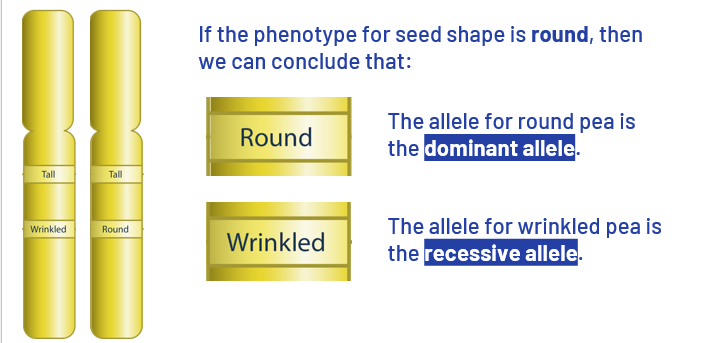 If the phenotype for seed shape is round, then
we can conclude that:
Round
The allele for round pea is
the dominant allele.
Tall
Tall
Wrinkled
Round
Wrinkled
The allele for wrinkled pea is
the recessive allele.